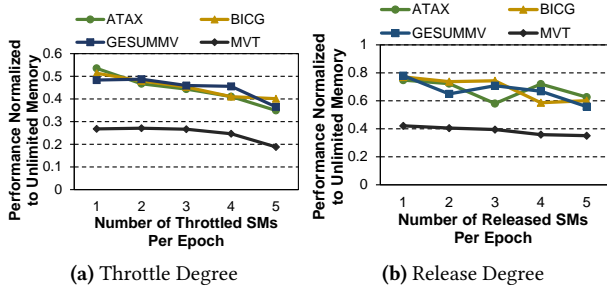 ATAX BICG
GESUMMV MVT
Performance Normalized
to Unlimited Memory
0.6
0.5
0.4
0.3
0.2
0.1
0
1 2 3 4 5
Number of Throttled SMs
Per Epoch
(a) Throttle Degree
ATAX BICG
GESUMMV MVT
Performance Normalized
to Unlimited Memory
1
0.8
0.6
0.4
0.2
0
1 2 3 4 5
Number of Released SMs
Per Epoch
(b) Release Degree